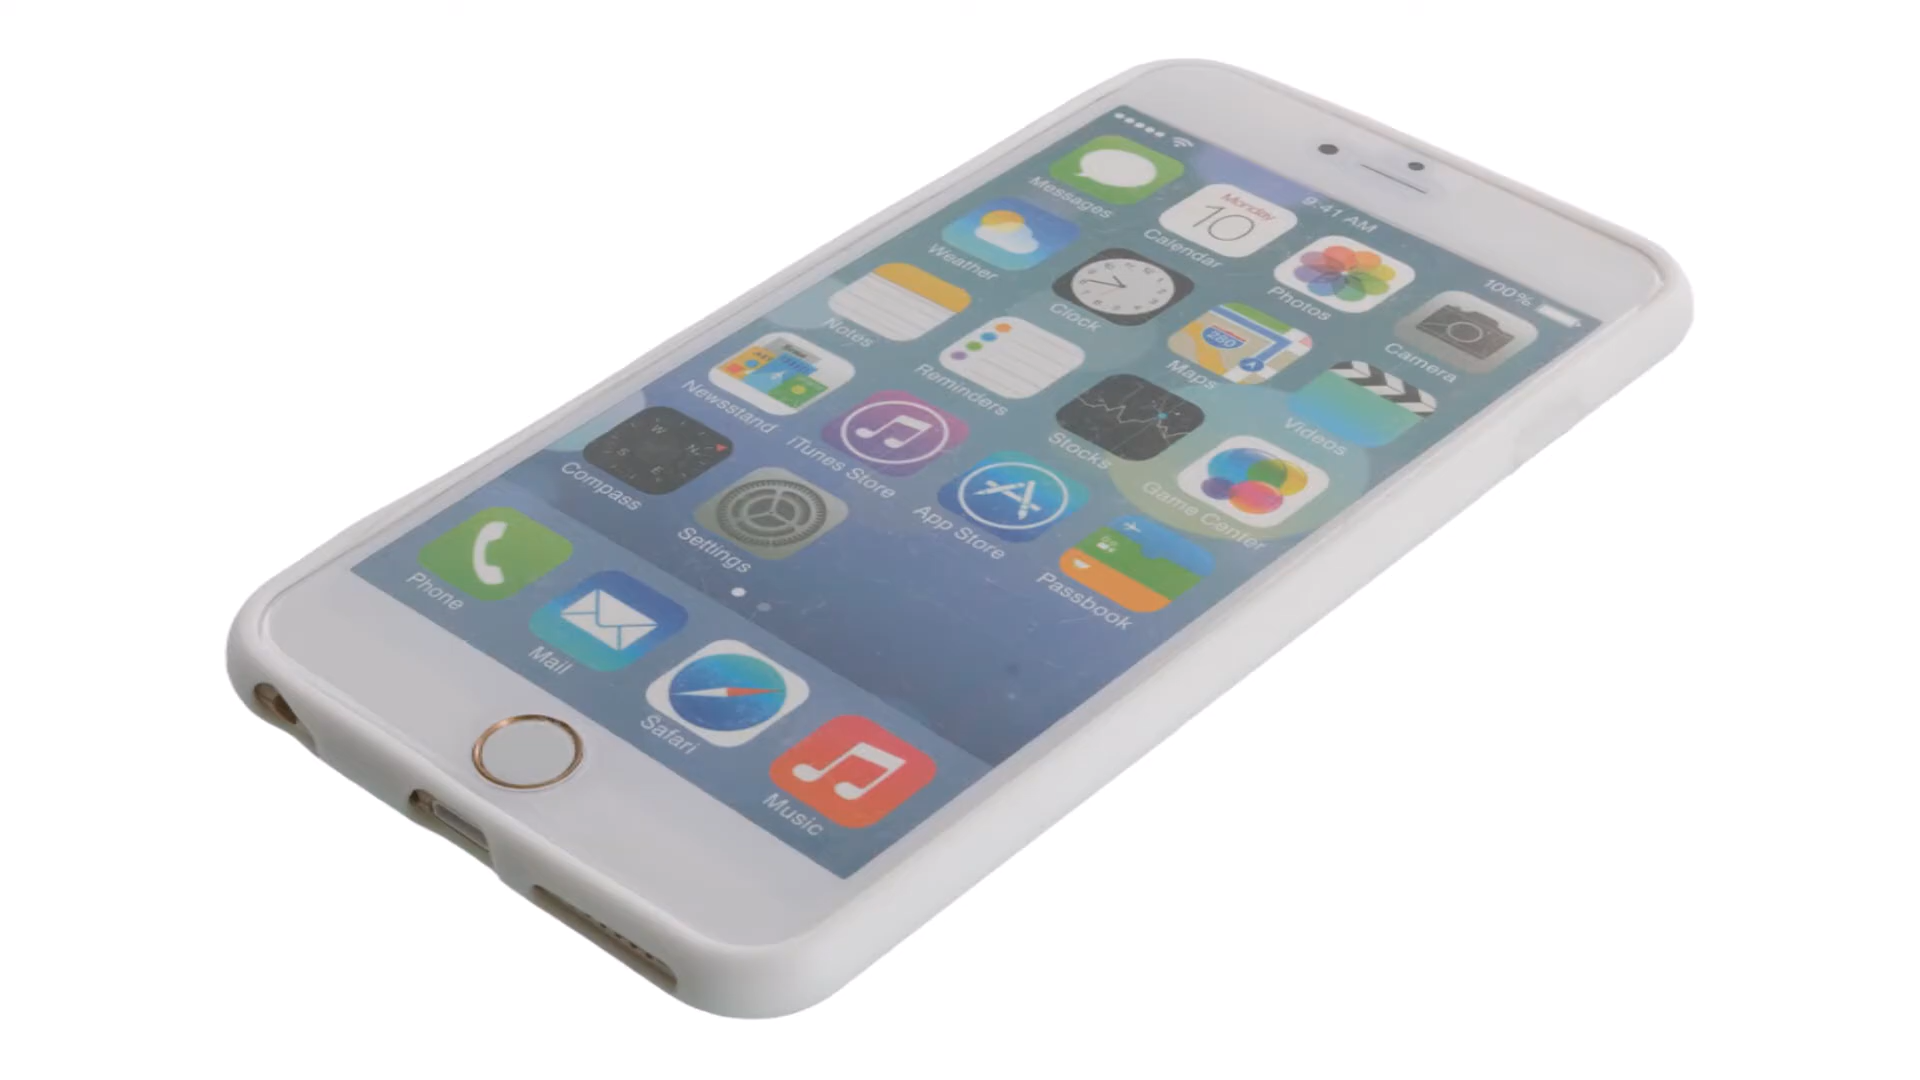 9:41 AM
100%
Monday
10
Messages
Calendar
Photos
Camera
Weather
Clock
280
Maps
Videos
Notes
Reminders
Stocks
Game Center
Newsstand
iTunes Store
App Store
Passbook
W
N
S
E
Compass
Settings
Phone
Mail
Safari
Music